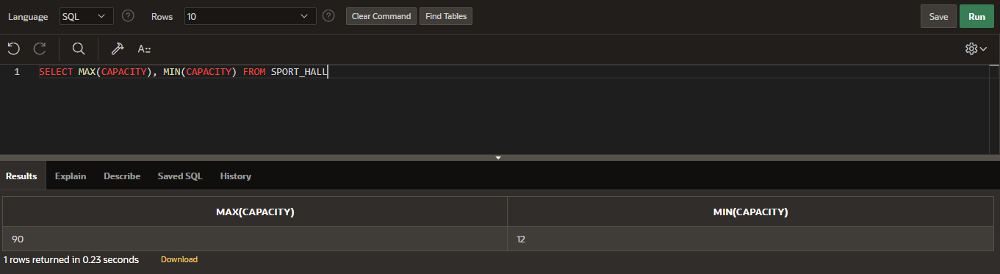 Language SQL ? Rows 10 ? Clear Command Find Tables Save Run
A::
1 SELECT MAX(CAPACITY), MIN(CAPACITY) FROM SPORT_HALL
Results Explain Describe Saved SQL History
MAX(CAPACITY) MIN(CAPACITY)
90 12
1 rows returned in 0.23 seconds Download